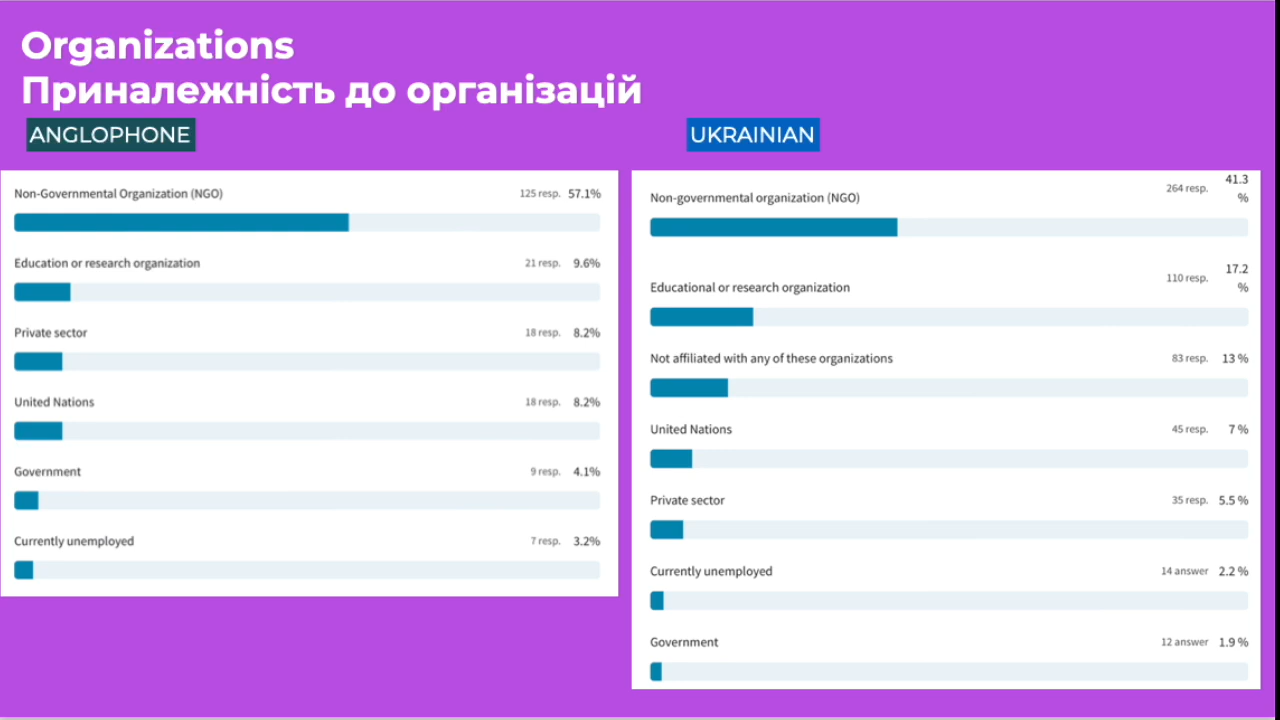 Organizations
Приналежність до організацій
ANGLOPHONE
Non-Governmental Organization (NGO) 125 resp. 57.1%
Education or research organization 21 resp. 9.6%
Private sector 18 resp. 8.2%
United Nations 18 resp. 8.2%
Government 9 resp. 4.1%
Currently unemployed 7 resp. 3.2%
UKRAINIAN
Non-governmental organization (NGO) 264 resp. 41.3
%
Educational or research organization 110 resp. 17.2
%
Not affiliated with any of these organizations 83 resp. 13 %
United Nations 45 resp. 7 %
Private sector 35 resp. 5.5 %
Currently unemployed 14 answer 2.2 %
Government 12 answer 1.9 %